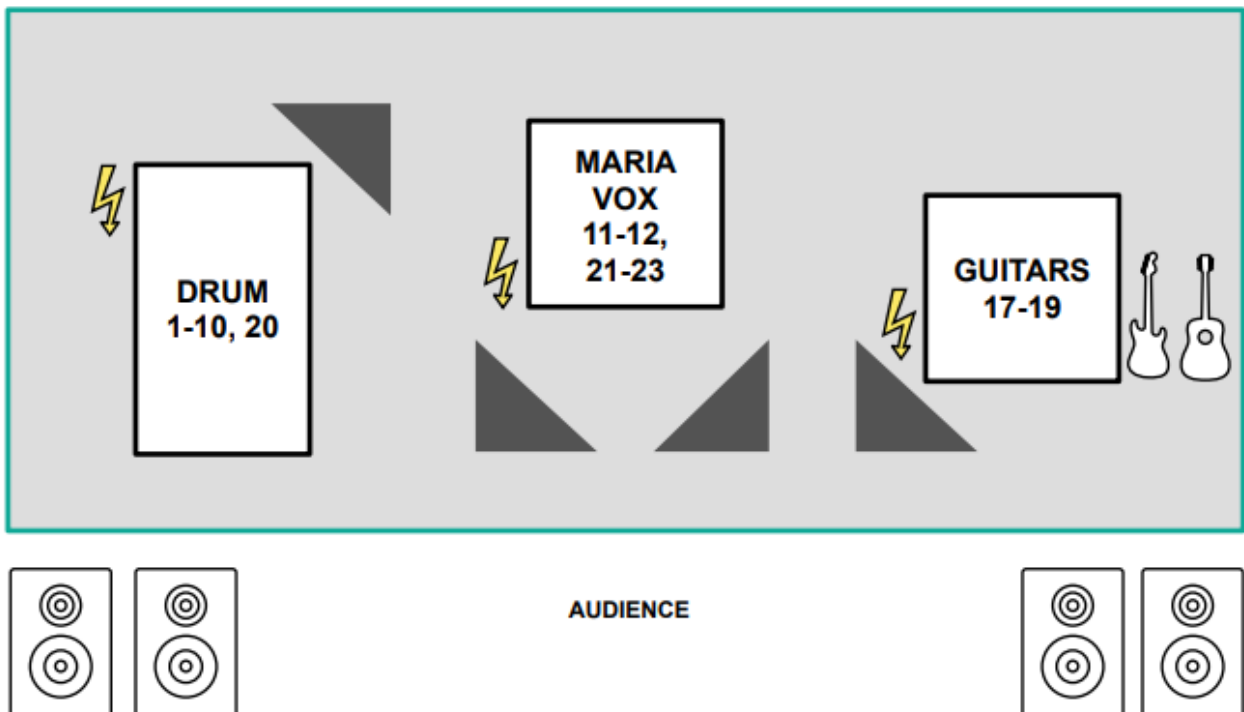 DRUM
1-10, 20
MARIA
VOX
11-12,
21-23
GUITARS
17-19
AUDIENCE